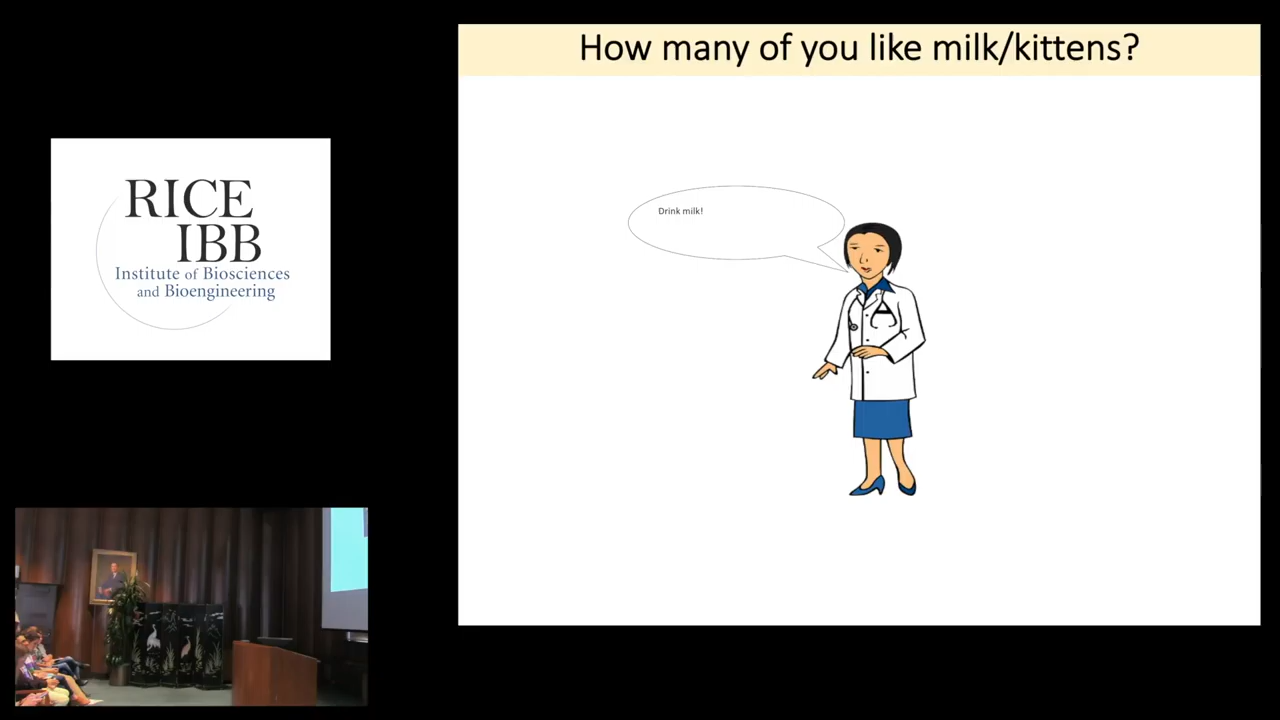 How many of you like milk/kittens?
RICE
IBB
Institute of Biosciences
and Bioengineering
Drink milk!